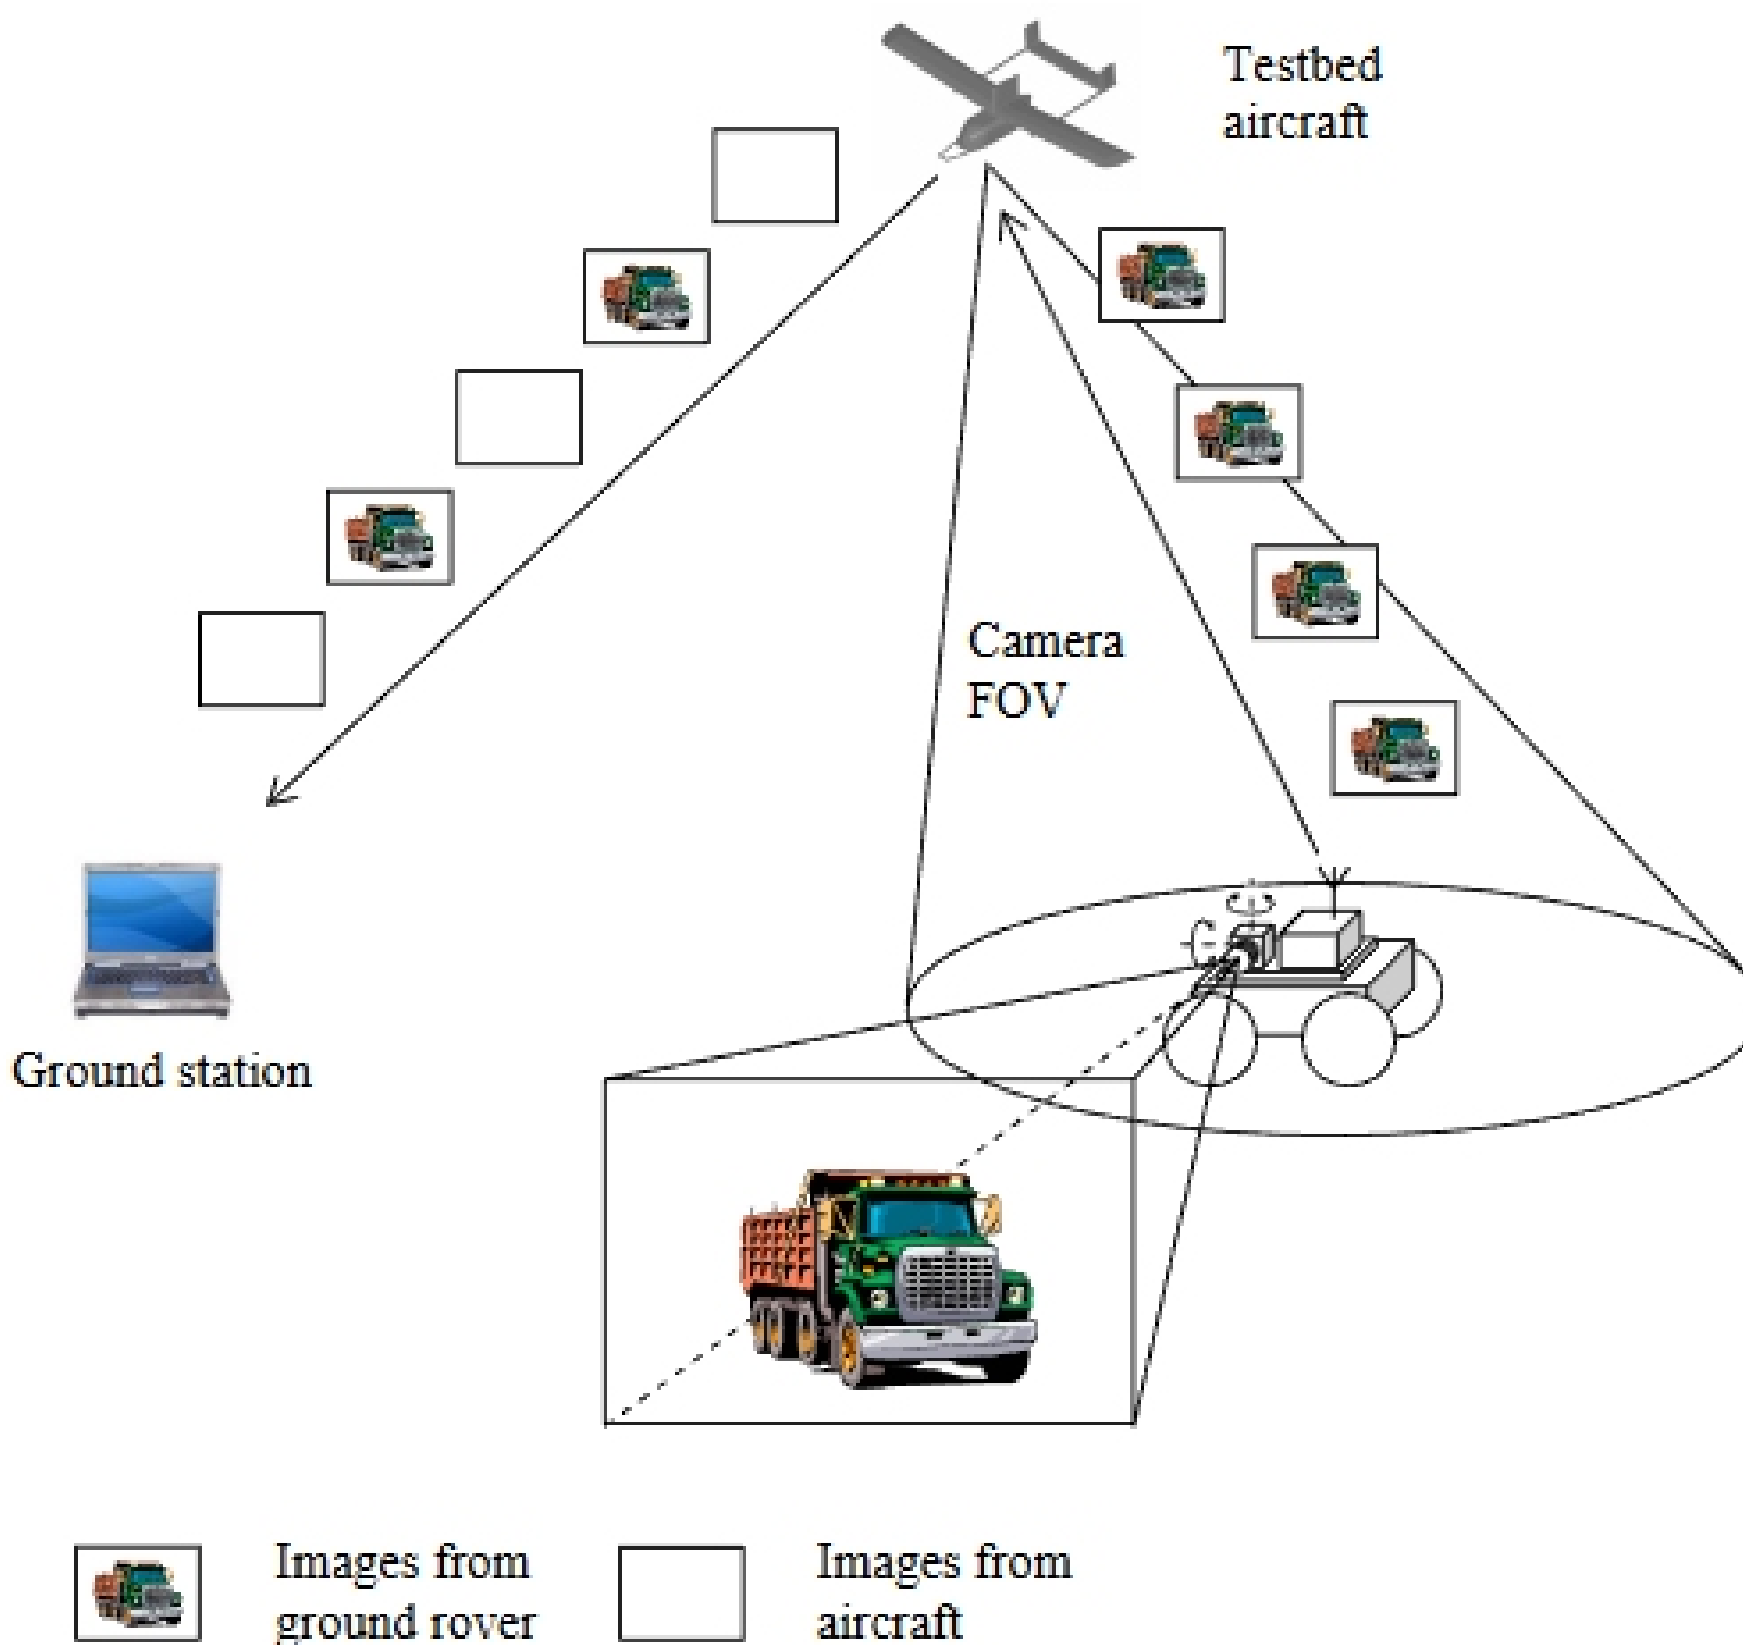 Testbed
aircraft
Camera
FOV
Ground station
Images from
ground rover
Images from
aircraft